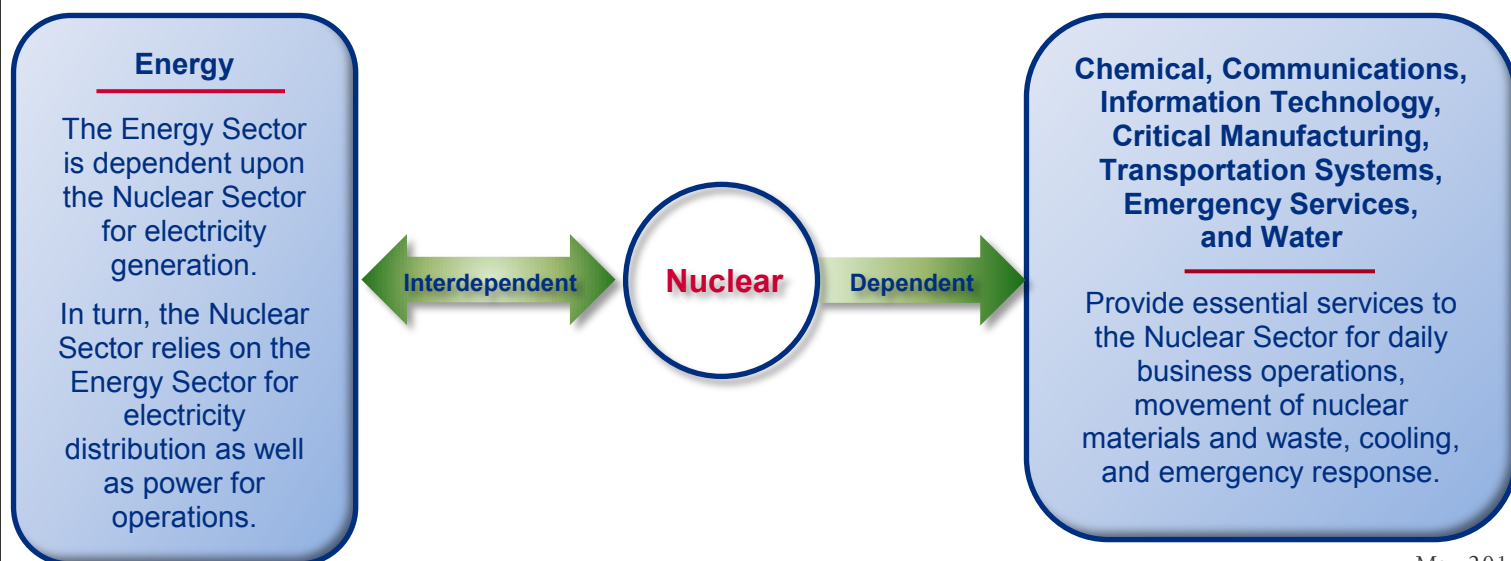 Energy
The Energy Sector
is dependent upon
the Nuclear Sector
for electricity
generation.
In turn, the Nuclear
Sector relies on the
Energy Sector for
electricity
distribution as well
as power for
operations.
Interdependent
Nuclear
Dependent
Chemical, Communications,
Information Technology,
Critical Manufacturing,
Transportation Systems,
Emergency Services,
and Water
Provide essential services to
the Nuclear Sector for daily
business operations,
movement of nuclear
materials and waste, cooling,
and emergency response.